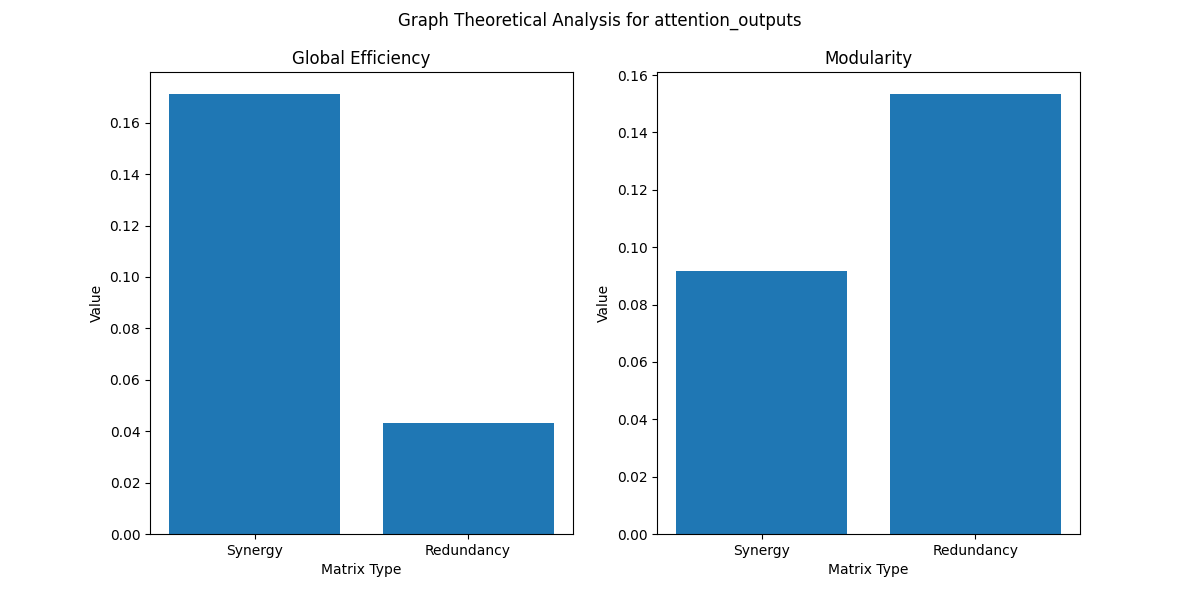 Graph Theoretical Analysis for attention_outputs
Global Efficiency
0.16
0.14
0.12
0.10
0.08
0.06
0.04
0.02
0.00
Value
Synergy
Redundancy
Matrix Type
Modularity
0.16
0.14
0.12
0.10
0.08
0.06
0.04
0.02
0.00
Value
Synergy
Redundancy
Matrix Type